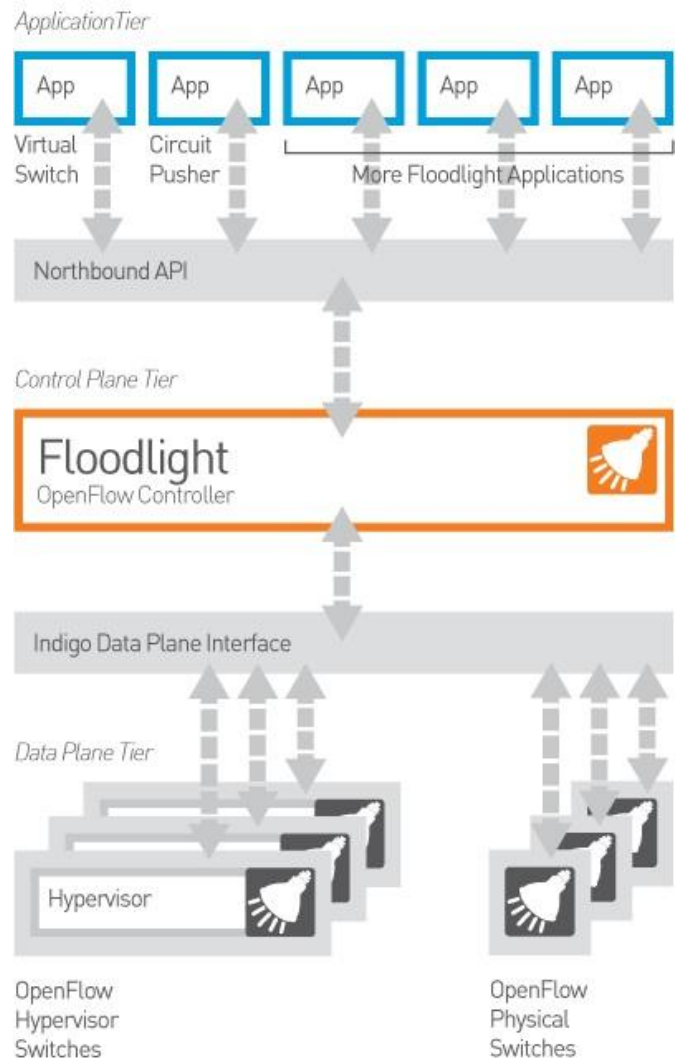 ApplicationTier
App
App
App
App
App
Virtual
Switch
Circuit
Pusher
More Floodlight Applications
Northbound API
Control Plane Tier
Floodlight
OpenFlow Controller
Indigo Data Plane Interface
Data Plane Tier
Hypervisor
OpenFlow
Hypervisor
Switches
OpenFlow
Physical
Switches